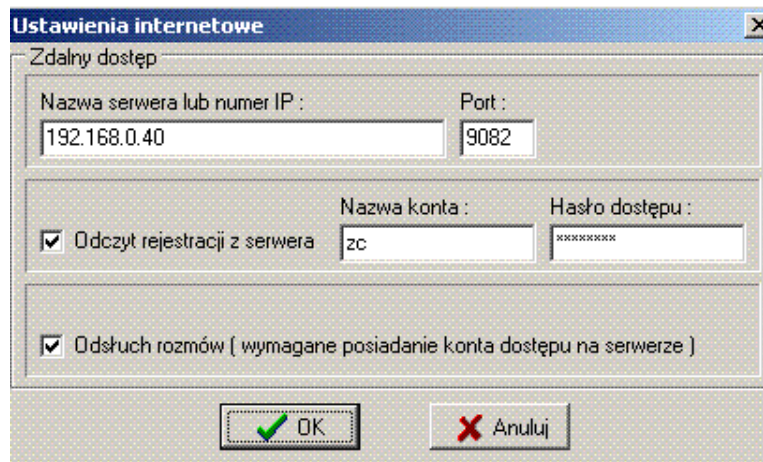 Ustawienia internetowe
Zdalny dostęp
Nazwa serwera lub numer IP : Port :
192.168.0.40 9082
Nazwa konta : Hasło dostępu :
Odczyt rejestracji z serwera zc ********
Odsłuch rozmów ( wymagane posiadanie konta dostępu na serwerze )
OK Anuluj